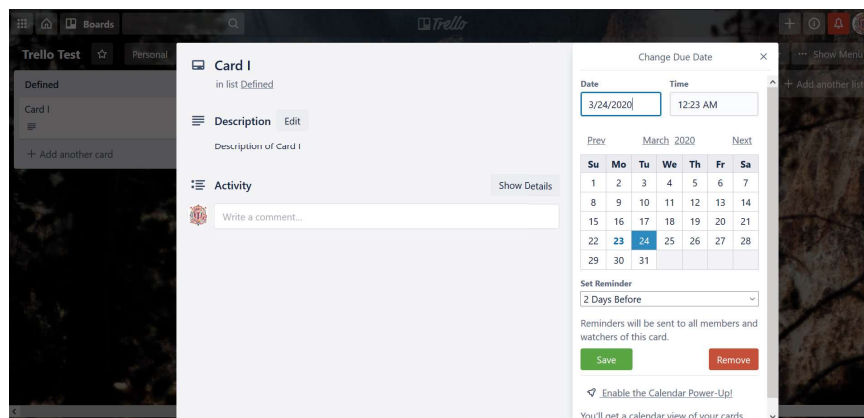 Boards
Trello
Trello Test
Personal
Show Menu
Defined
Card I
+ Add another card
+ Add another list
Card I
in list Defined
Description Edit
Description of Card I
Activity Show Details
Write a comment...
Change Due Date
Date Time
3/24/2020 12:23 AM
Prev March 2020 Next
Su Mo Tu We Th Fr Sa
1 2 3 4 5 6 7
8 9 10 11 12 13 14
15 16 17 18 19 20 21
22 23 24 25 26 27 28
29 30 31
Set Reminder
2 Days Before
Reminders will be sent to all members and
watchers of this card.
Save Remove
Enable the Calendar Power-Up!
You'll get a calendar view of your cards